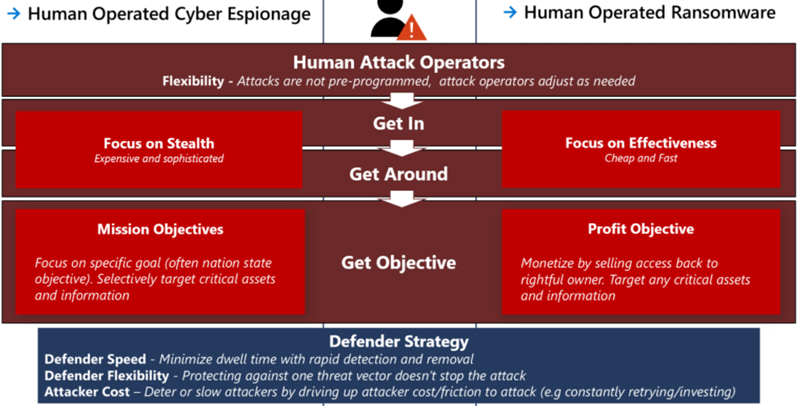 → Human Operated Cyber Espionage
→ Human Operated Ransomware
Human Attack Operators
Flexibility - Attacks are not pre-programmed, attack operators adjust as needed
Get In
Focus on Stealth
Expensive and sophisticated
Focus on Effectiveness
Cheap and Fast
Get Around
Mission Objectives
Focus on specific goal (often nation state
objective). Selectively target critical assets
and information
Get Objective
Profit Objective
Monetize by selling access back to
rightful owner. Target any critical assets
and information
Defender Strategy
Defender Speed - Minimize dwell time with rapid detection and removal
Defender Flexibility - Protecting against one threat vector doesn't stop the attack
Attacker Cost – Deter or slow attackers by driving up attacker cost/friction to attack (e.g constantly retrying/investing)